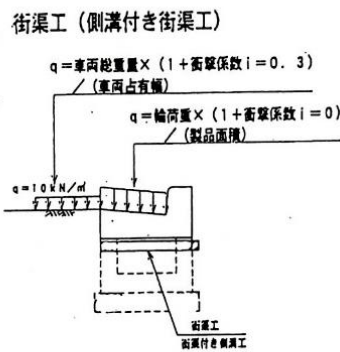 街渠工（側溝付き街渠工）
q＝車両総重量×（1＋衝撃係数i＝0．3）
／（車両占有幅）
q＝輪荷重×（1＋衝撃係数i＝0）
／（製品面積）
q＝10kN／㎡
街渠工
街渠付き側溝工